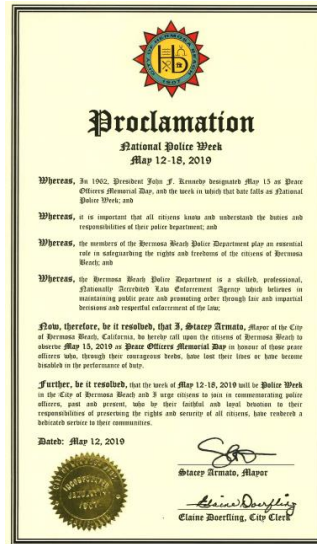 CITY OF HERMOSA BEACH
HB
1907
Proclamation
National Police Week
May 12-18, 2019
Whereas, In 1962, President John F. Kennedy designated May 15 as Peace
Officers Memorial Day, and the week in which that date falls as National
Police Week; and
Whereas, it is important that all citizens know and understand the duties and
responsibilities of their police department; and
Whereas, the members of the Hermosa Beach Police Department play an essential
role in safeguarding the rights and freedoms of the citizens of Hermosa
Beach; and
Whereas, the Hermosa Beach Police Department is a skilled, professional,
Nationally Accredited Law Enforcement Agency which believes in
maintaining public peace and promoting order through fair and impartial
decisions and respectful enforcement of the law;
Now, therefore, be it resolved, that I, Stacey Armato, Mayor of the City
of Hermosa Beach, California, do hereby call upon the citizens of Hermosa Beach to
observe May 15, 2019 as Peace Officers Memorial Day in honour of those peace
officers who, through their courageous deeds, have lost their lives or have become
disabled in the performance of duty.
Further, be it resolved, that the week of May 12-18, 2019 will be Police Week
in the City of Hermosa Beach and I urge citizens to join in commemorating police
officers, past and present, who by their faithful and loyal devotion to their
responsibilities of preserving the rights and security of all citizens, have rendered a
dedicated service to their communities.
Dated: May 12, 2019
Stacey Armato, Mayor
Elaine Doerfling
Elaine Doerfling, City Clerk